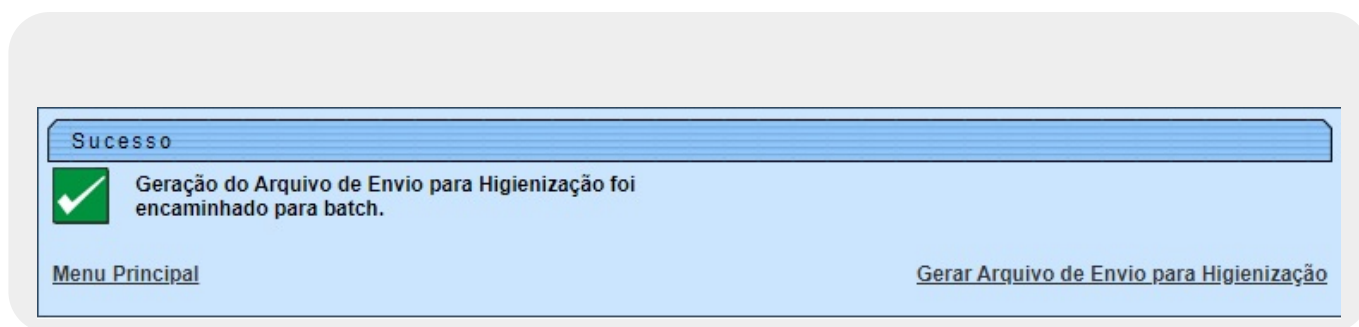 Sucesso
Geração do Arquivo de Envio para Higienização foi
encaminhado para batch.
Menu Principal
Gerar Arquivo de Envio para Higienização